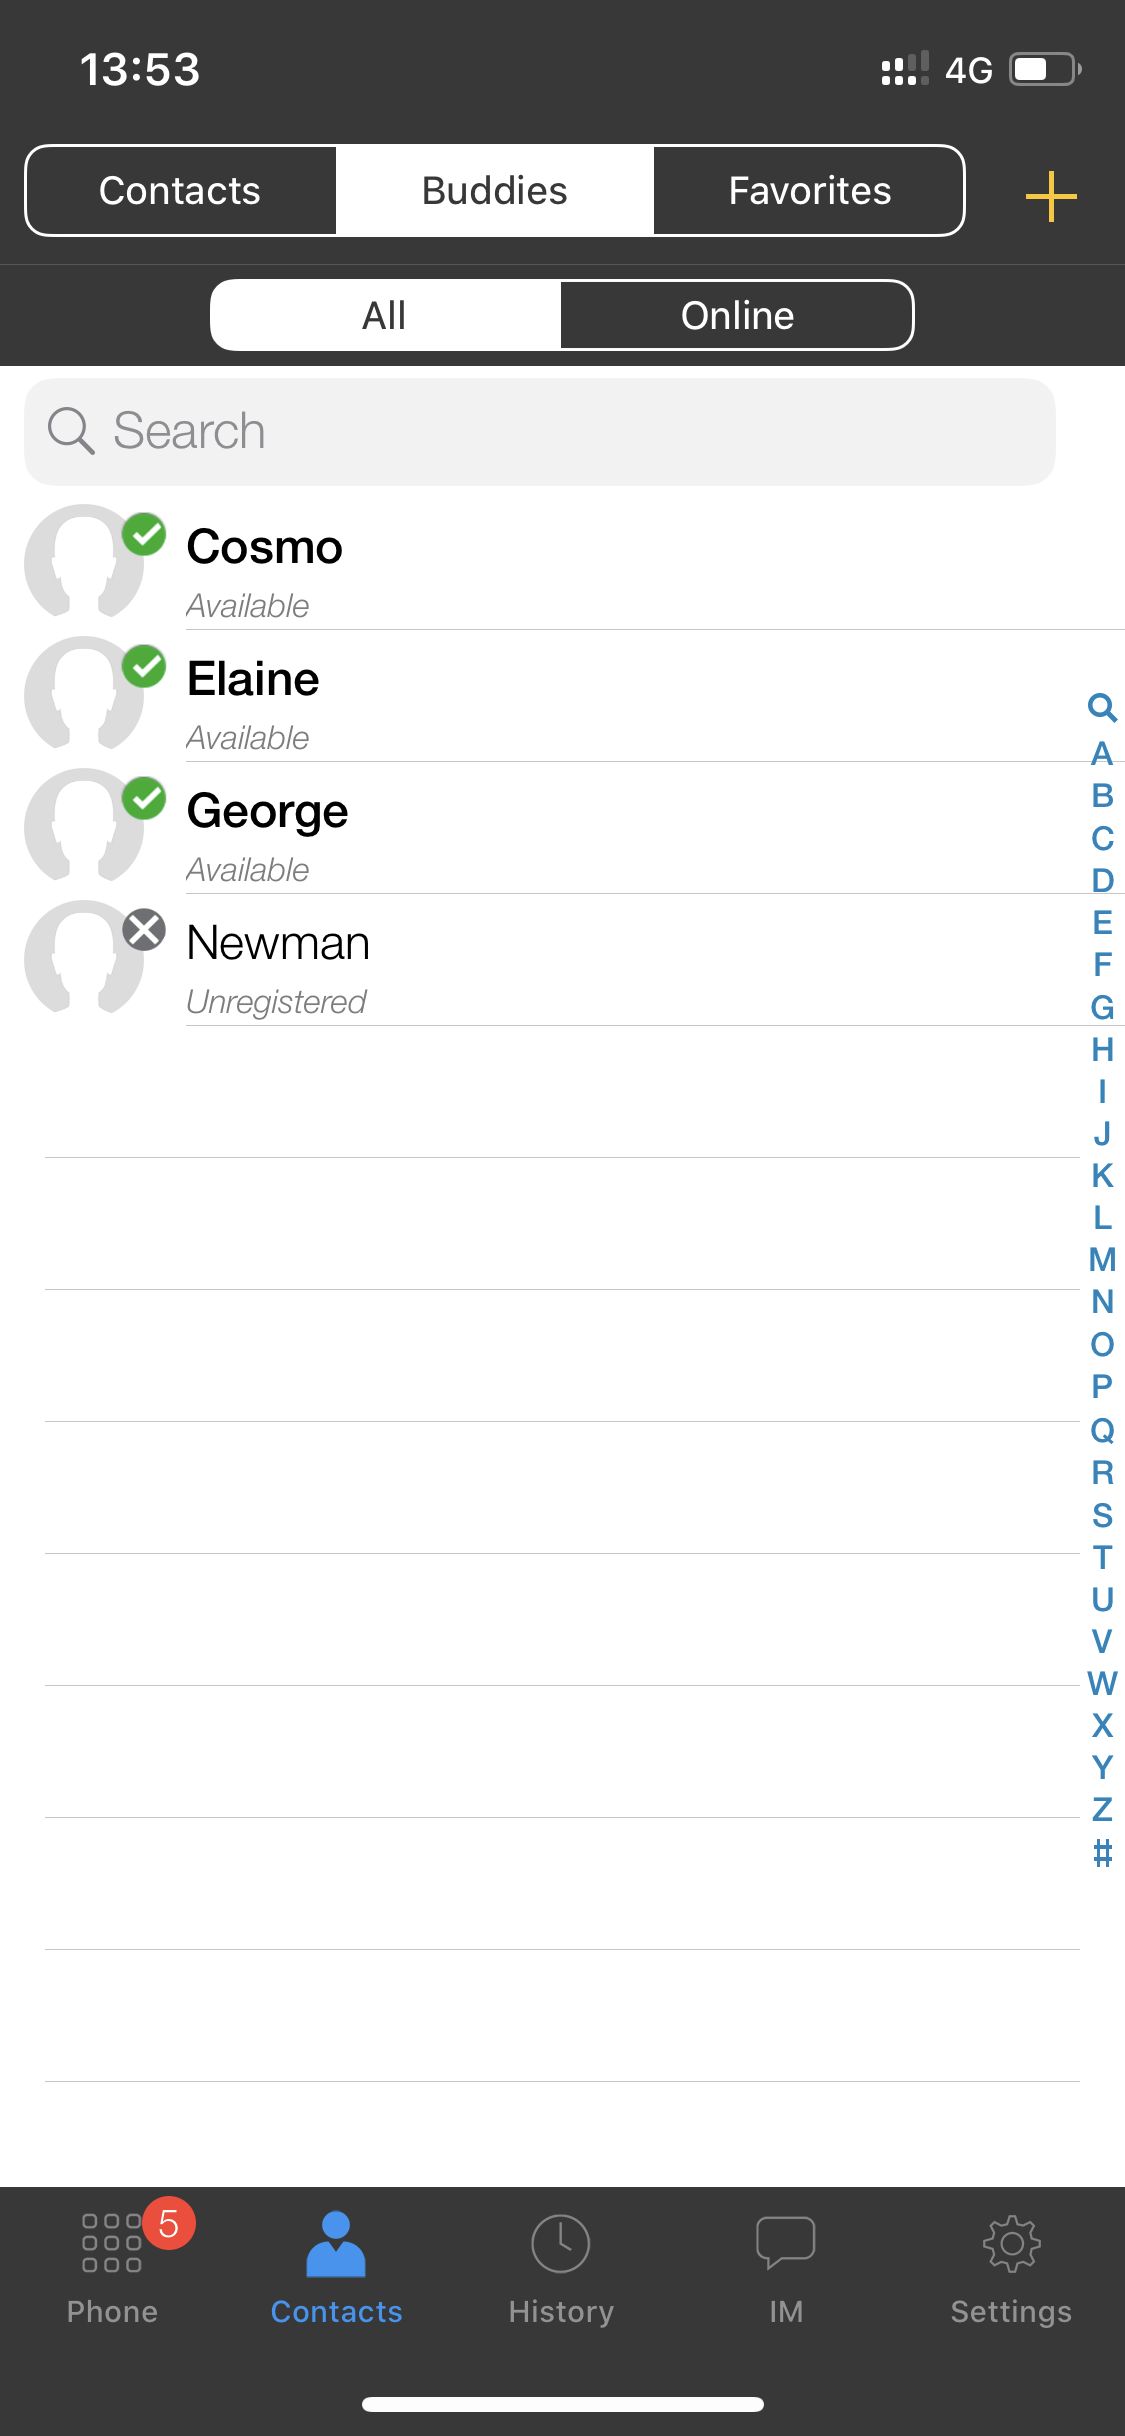 13:53 4G
Contacts Buddies Favorites
All Online
Search
Cosmo
Available
Elaine
Available
George
Available
Newman
Unregistered
A
B
C
D
E
F
G
H
I
J
K
L
M
N
O
P
Q
R
S
T
U
V
W
X
Y
Z
#
5
Phone Contacts History IM Settings